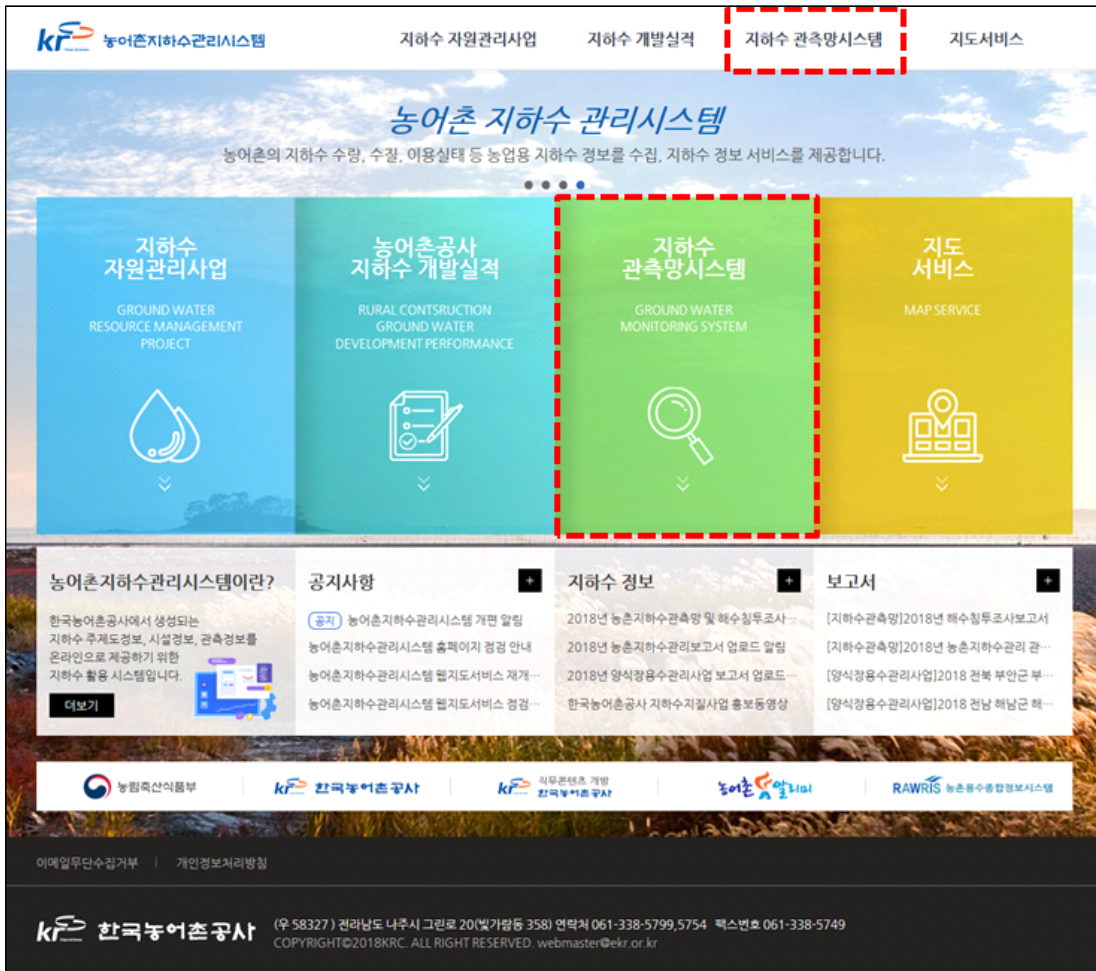 kr 농어촌지하수관리시스템
지하수 자원관리사업 지하수 개발실적 지하수 관측망시스템 지도서비스
농어촌 지하수 관리시스템
농어촌의 지하수 수량, 수질, 이용실태 등 농업용 지하수 정보를 수집, 지하수 정보 서비스를 제공합니다.
지하수
자원관리사업
GROUND WATER
RESOURCE MANAGEMENT
PROJECT
농어촌공사
지하수 개발실적
RURAL CONTSRUCTION
GROUND WATER
DEVELOPMENT PERFORMANCE
지하수
관측망시스템
GROUND WATER
MONITORING SYSTEM
지도
서비스
MAP SERVICE
농어촌지하수관리시스템이란?
한국농어촌공사에서 생성되는
지하수 주제도정보, 시설정보, 관측정보를
온라인으로 제공하기 위한
지하수 활용 시스템입니다.
더보기
공지사항 +
공지 농어촌지하수관리시스템 개편 알림
농어촌지하수관리시스템 홈페이지 점검 안내
농어촌지하수관리시스템 웹지도서비스 재개…
농어촌지하수관리시스템 웹지도서비스 점검…
지하수 정보 +
2018년 농촌지하수관측망 및 해수침투조사…
2018년 농촌지하수관리보고서 업로드 알림
2018년 양식장용수관리사업 보고서 업로드…
한국농어촌공사 지하수지질사업 홍보동영상
보고서 +
[지하수관측망]2018년 해수침투조사보고서
[지하수관측망]2018년 농촌지하수관리 관…
[양식장용수관리사업]2018 전북 부안군 부…
[양식장용수관리사업]2018 전남 해남군 해…
농림축산식품부
kr 한국농어촌공사
kr 직무콘텐츠 개발
한국농어촌공사
농어촌알리미
RAWRIS 농촌용수종합정보시스템
이메일무단수집거부 | 개인정보처리방침
kr 한국농어촌공사
(우 58327 ) 전라남도 나주시 그린로 20(빛가람동 358) 연락처 061-338-5799,5754 팩스번호 061-338-5749
COPYRIGHT©2018KRC. ALL RIGHT RESERVED. webmaster@ekr.or.kr